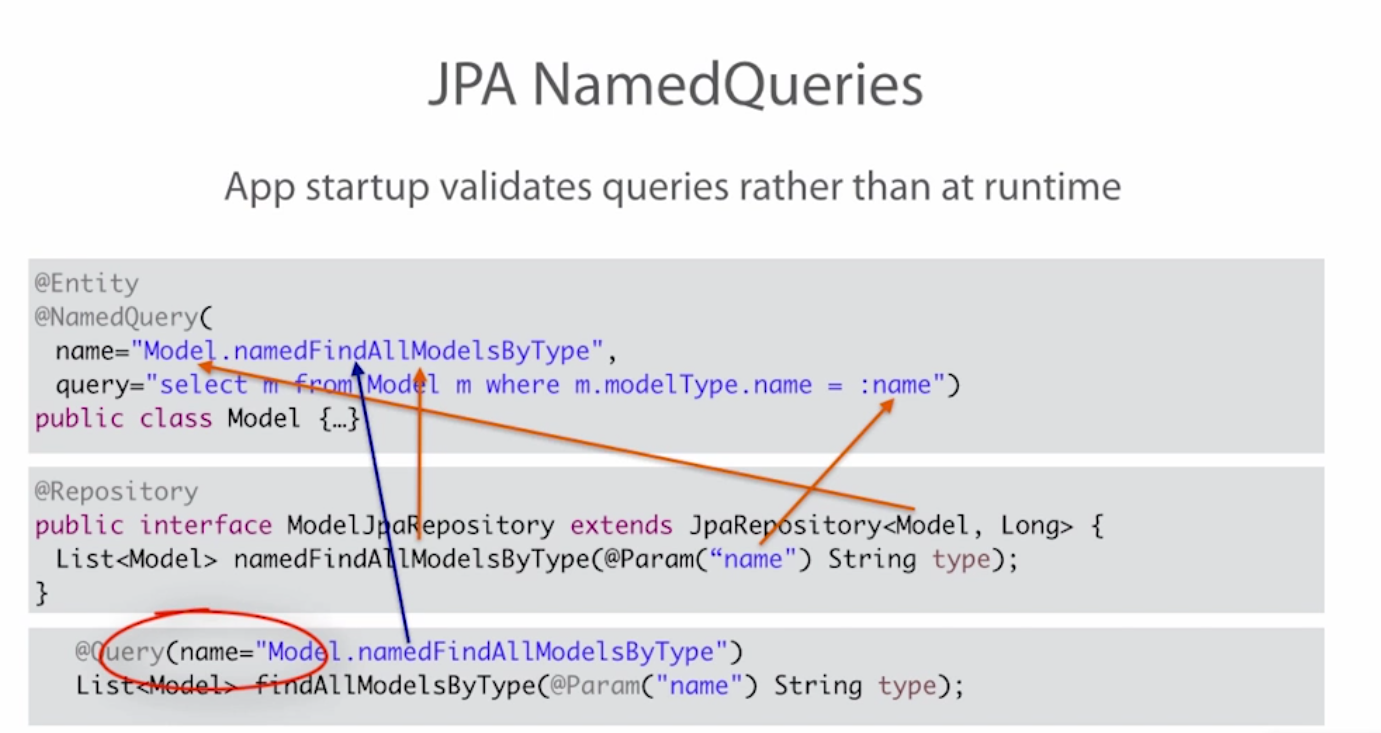 JPA NamedQueries
App startup validates queries rather than at runtime
@Entity
@NamedQuery(
name="Model.namedFindAllModelsByType",
query="select m from Model m where m.modelType.name = :name")
public class Model {…}
@Repository
public interface ModelJpaRepository extends JpaRepository<Model, Long> {
List<Model> namedFindAllModelsByType(@Param(“name") String type);
}
@Query(name="Model.namedFindAllModelsByType")
List<Model> findAllModelsByType(@Param("name") String type);